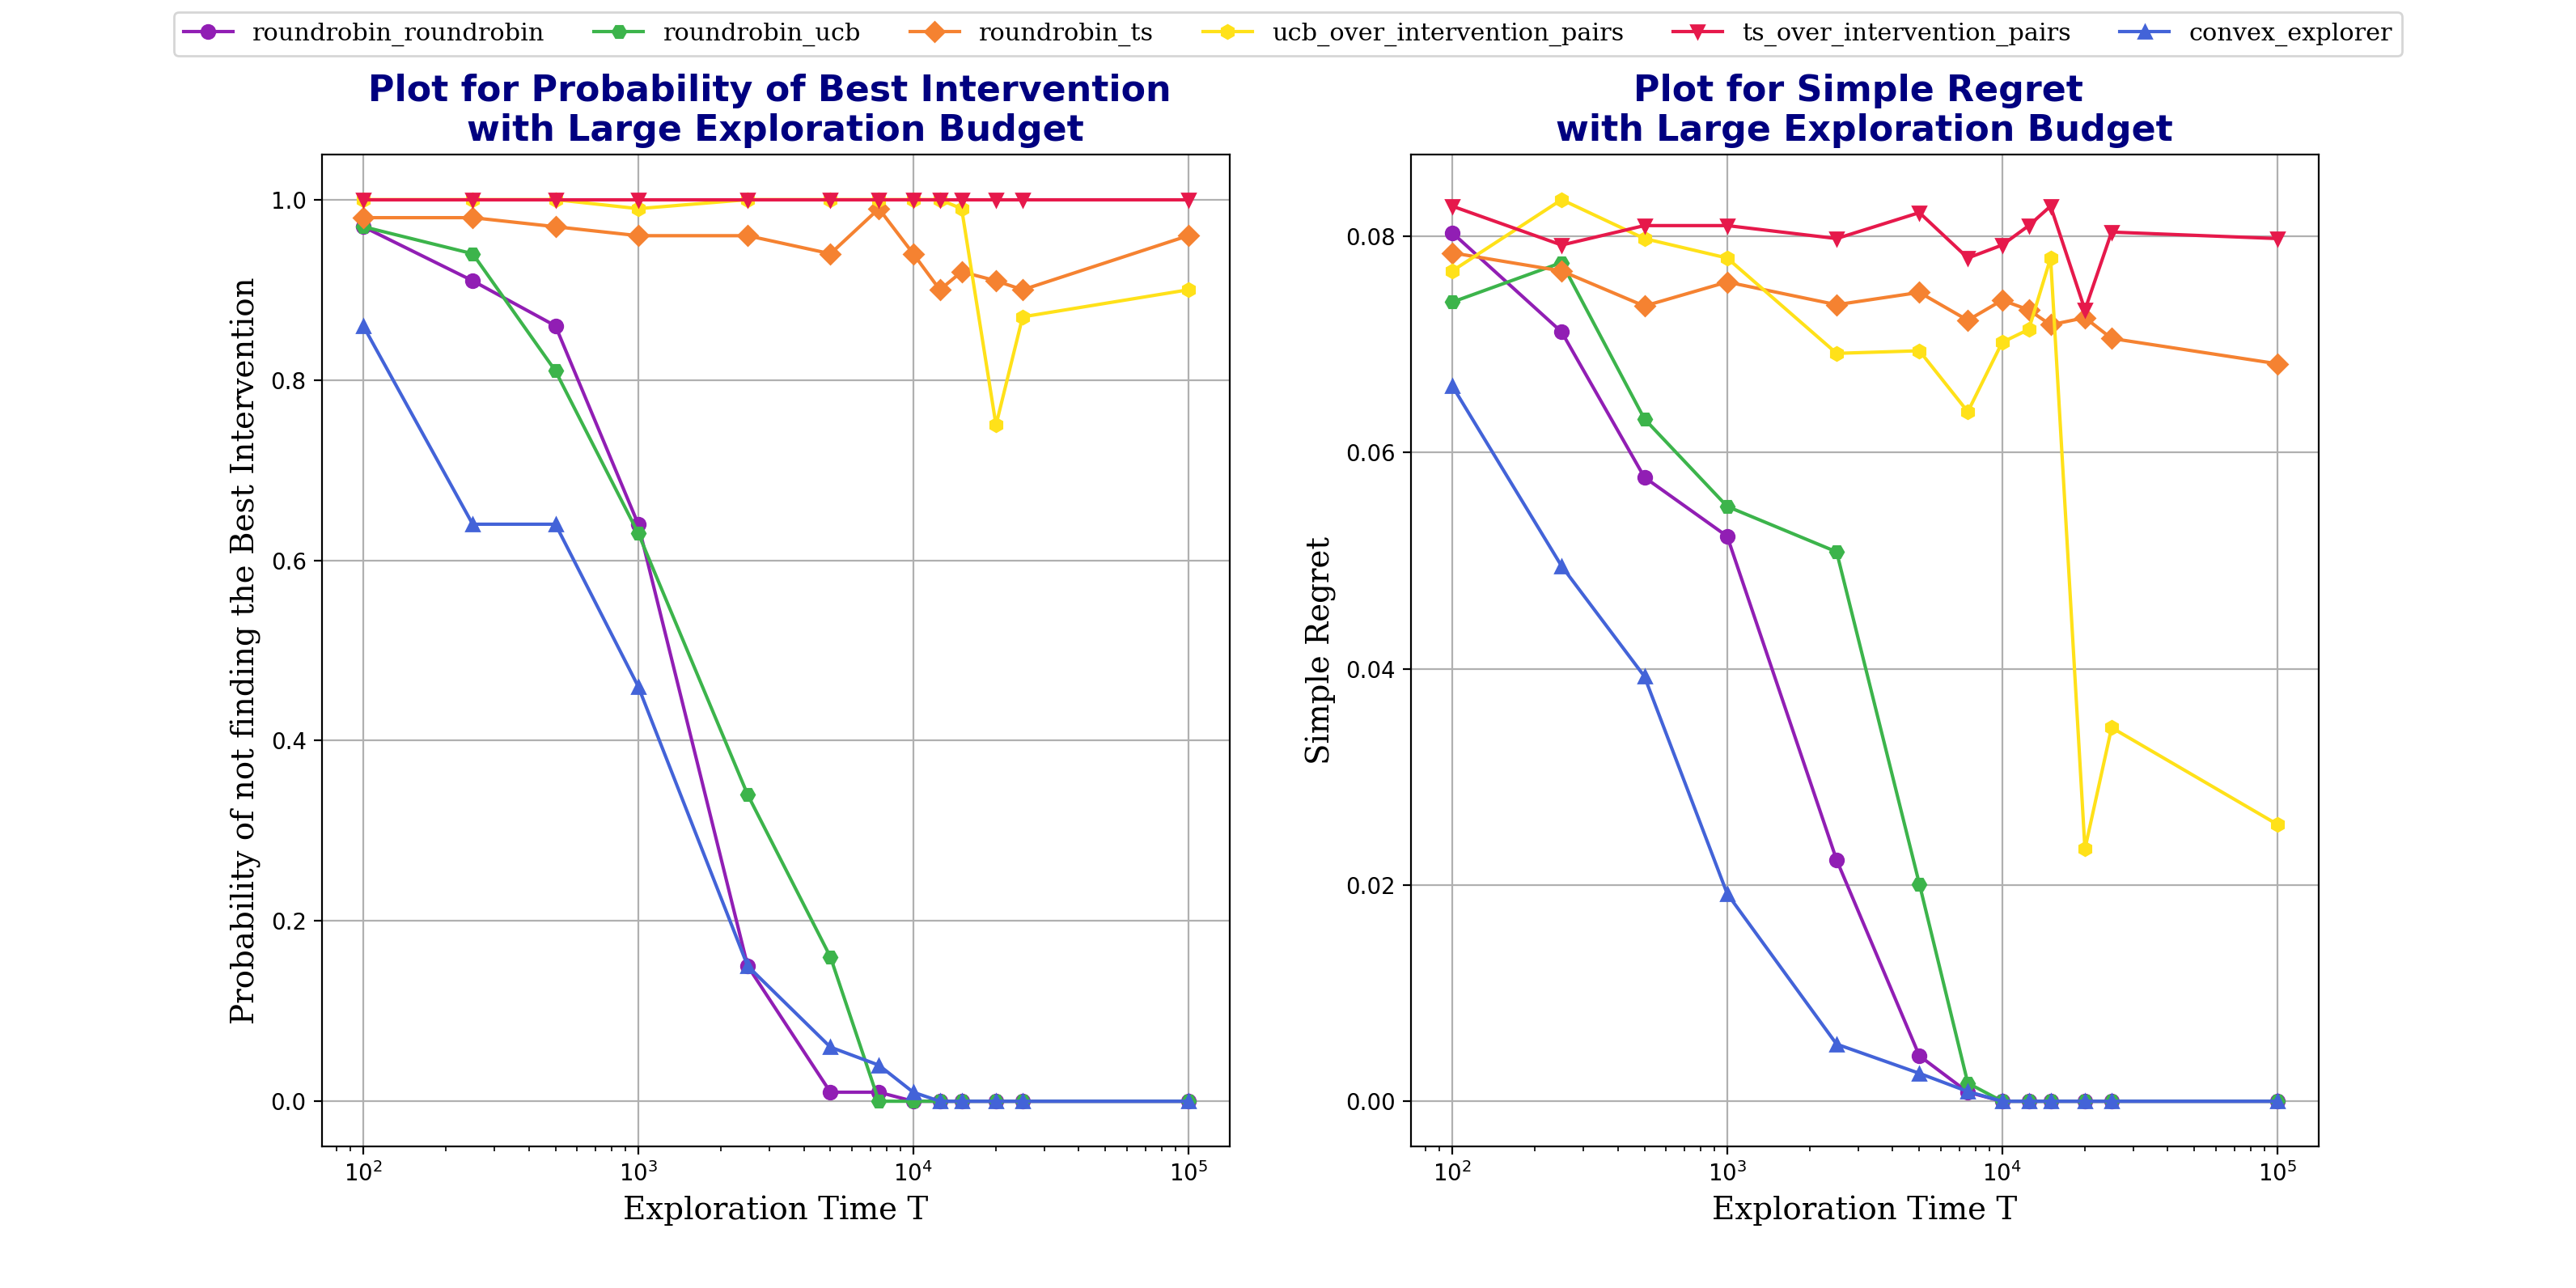 roundrobin_roundrobin roundrobin_ucb roundrobin_ts ucb_over_intervention_pairs ts_over_intervention_pairs convex_explorer
Plot for Probability of Best Intervention
with Large Exploration Budget
Probability of not finding the Best Intervention
1.0
0.8
0.6
0.4
0.2
0.0
10²
10³
10⁴
10⁵
Exploration Time T
Plot for Simple Regret
with Large Exploration Budget
Simple Regret
0.08
0.06
0.04
0.02
0.00
10²
10³
10⁴
10⁵
Exploration Time T